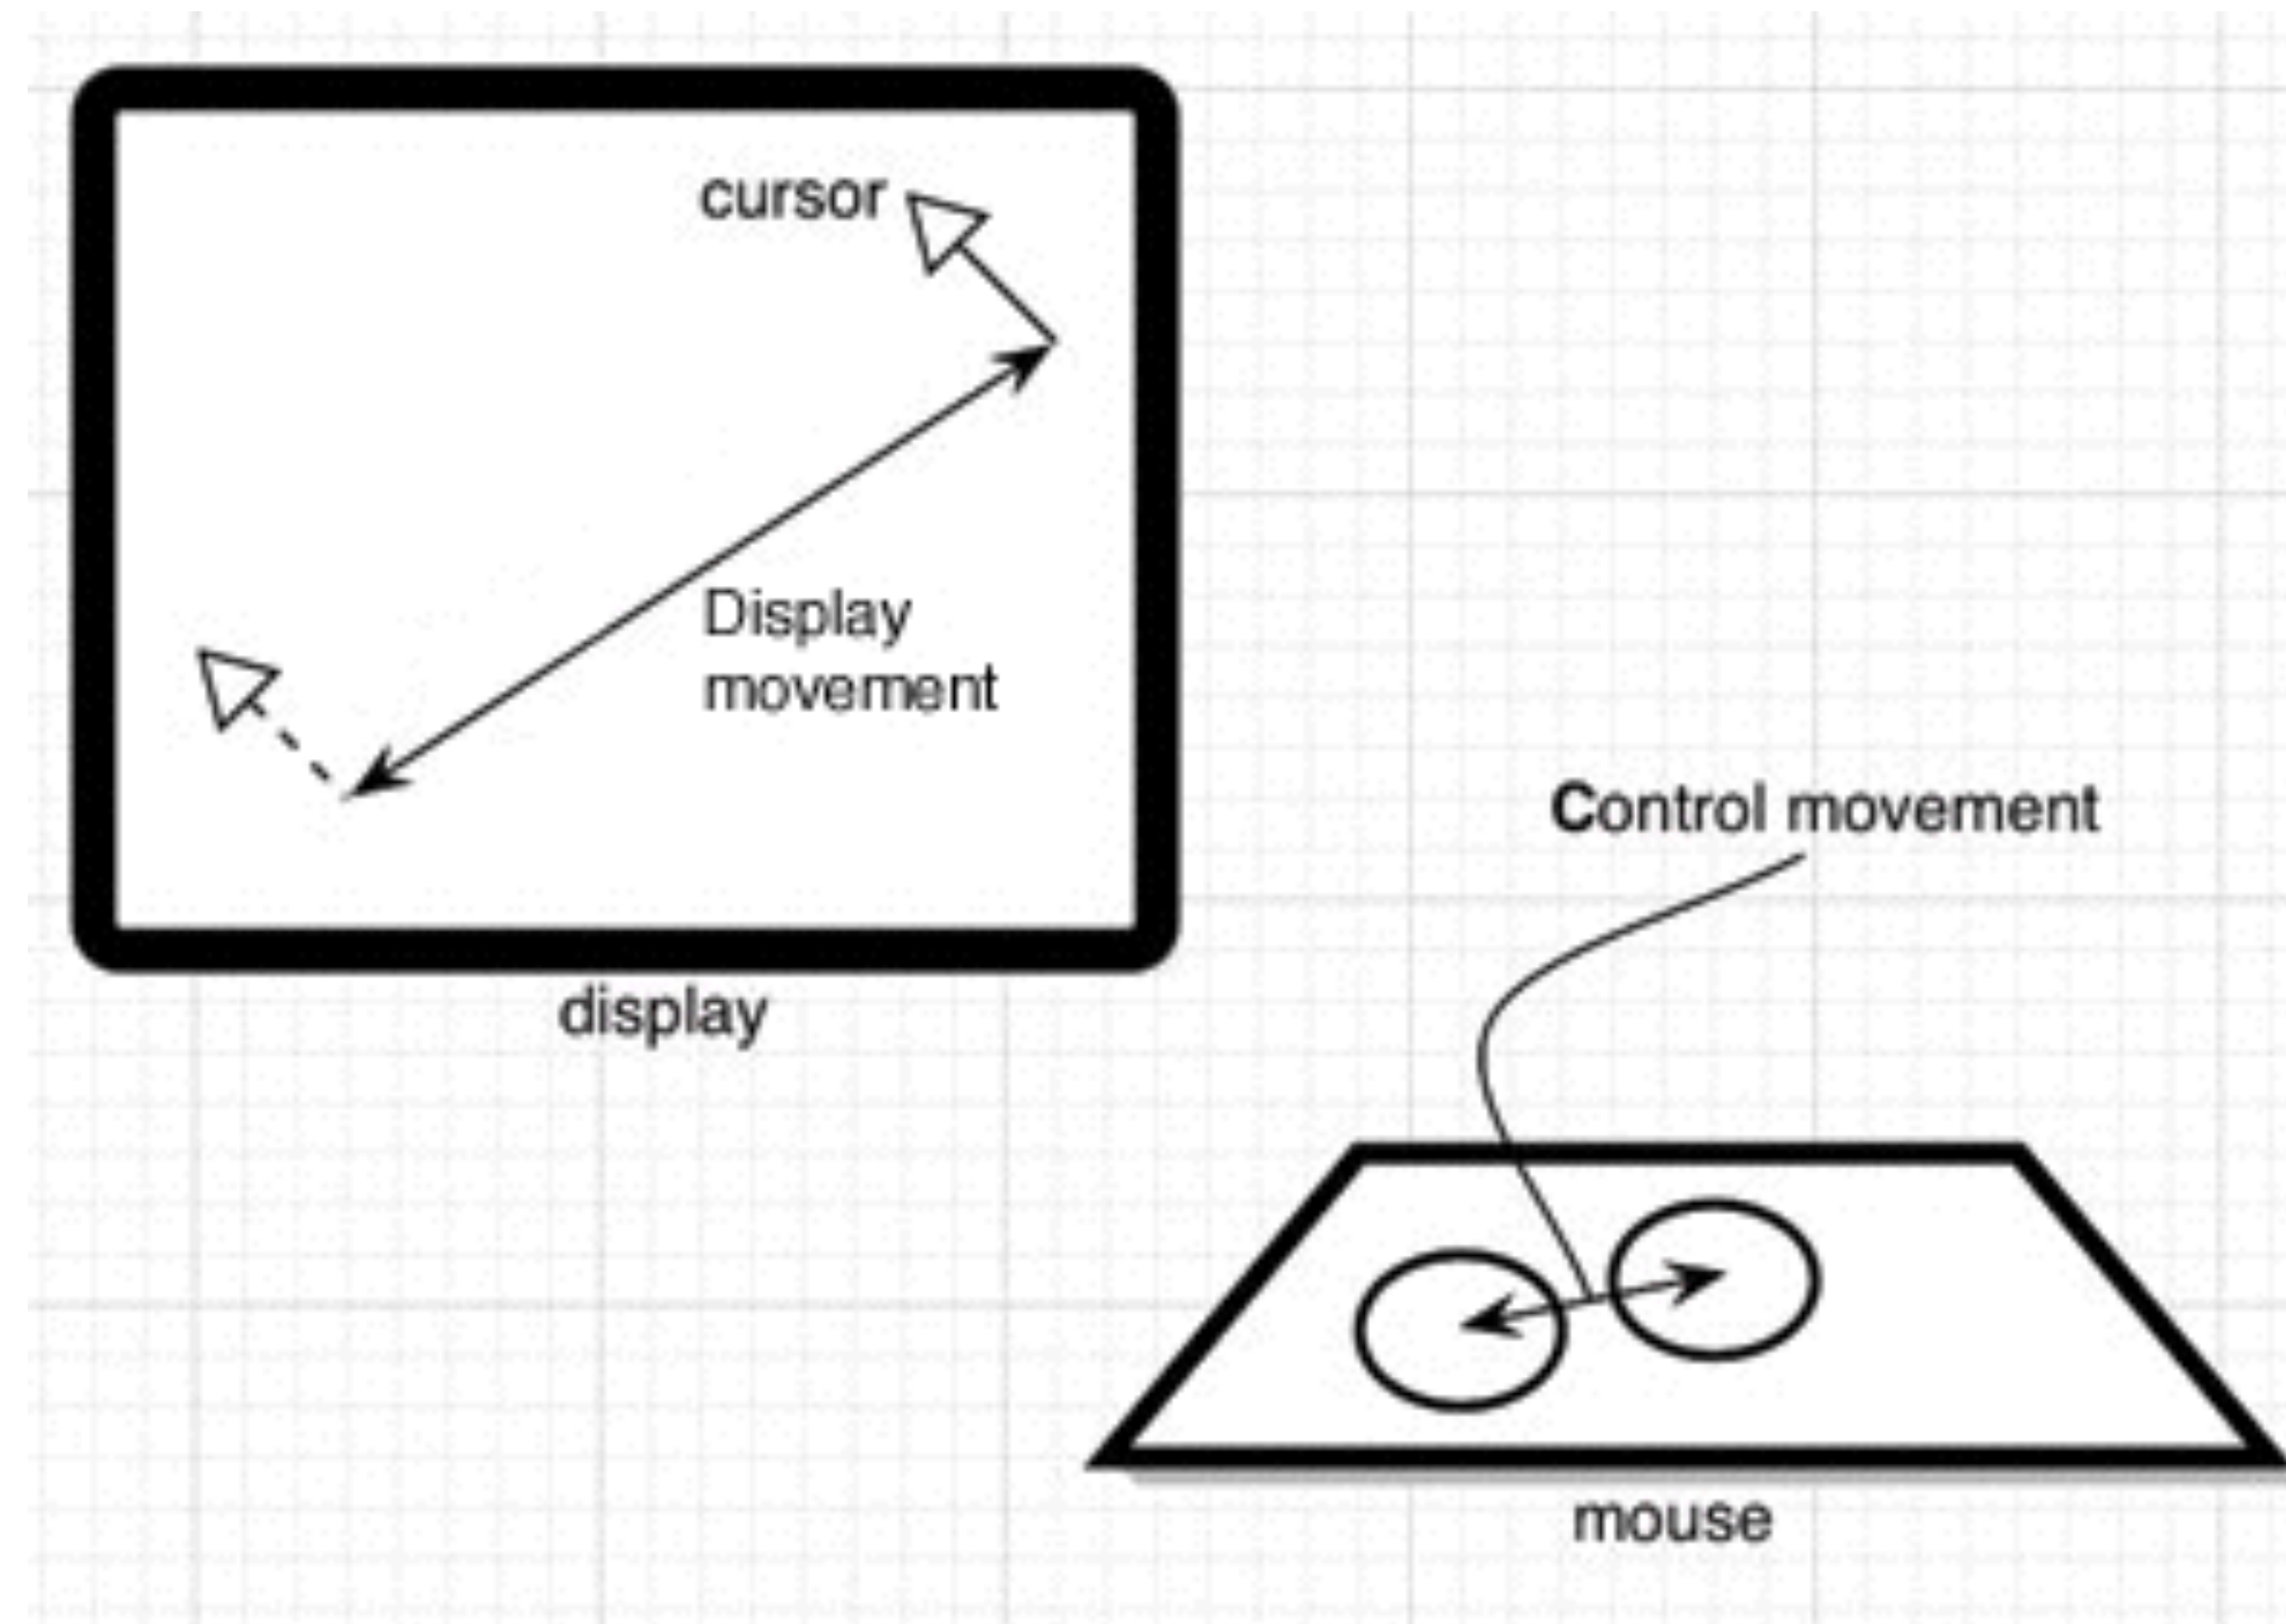 cursor
Display
movement
display
Control movement
mouse